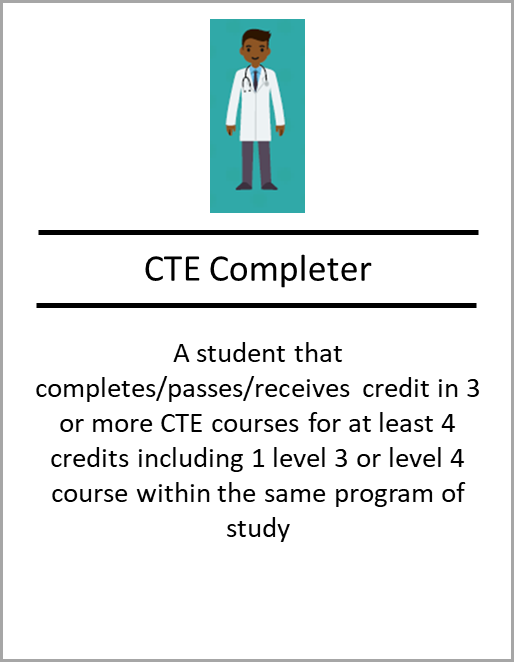 CTE Completer
A student that
completes/passes/receives credit in 3
or more CTE courses for at least 4
credits including 1 level 3 or level 4
course within the same program of
study